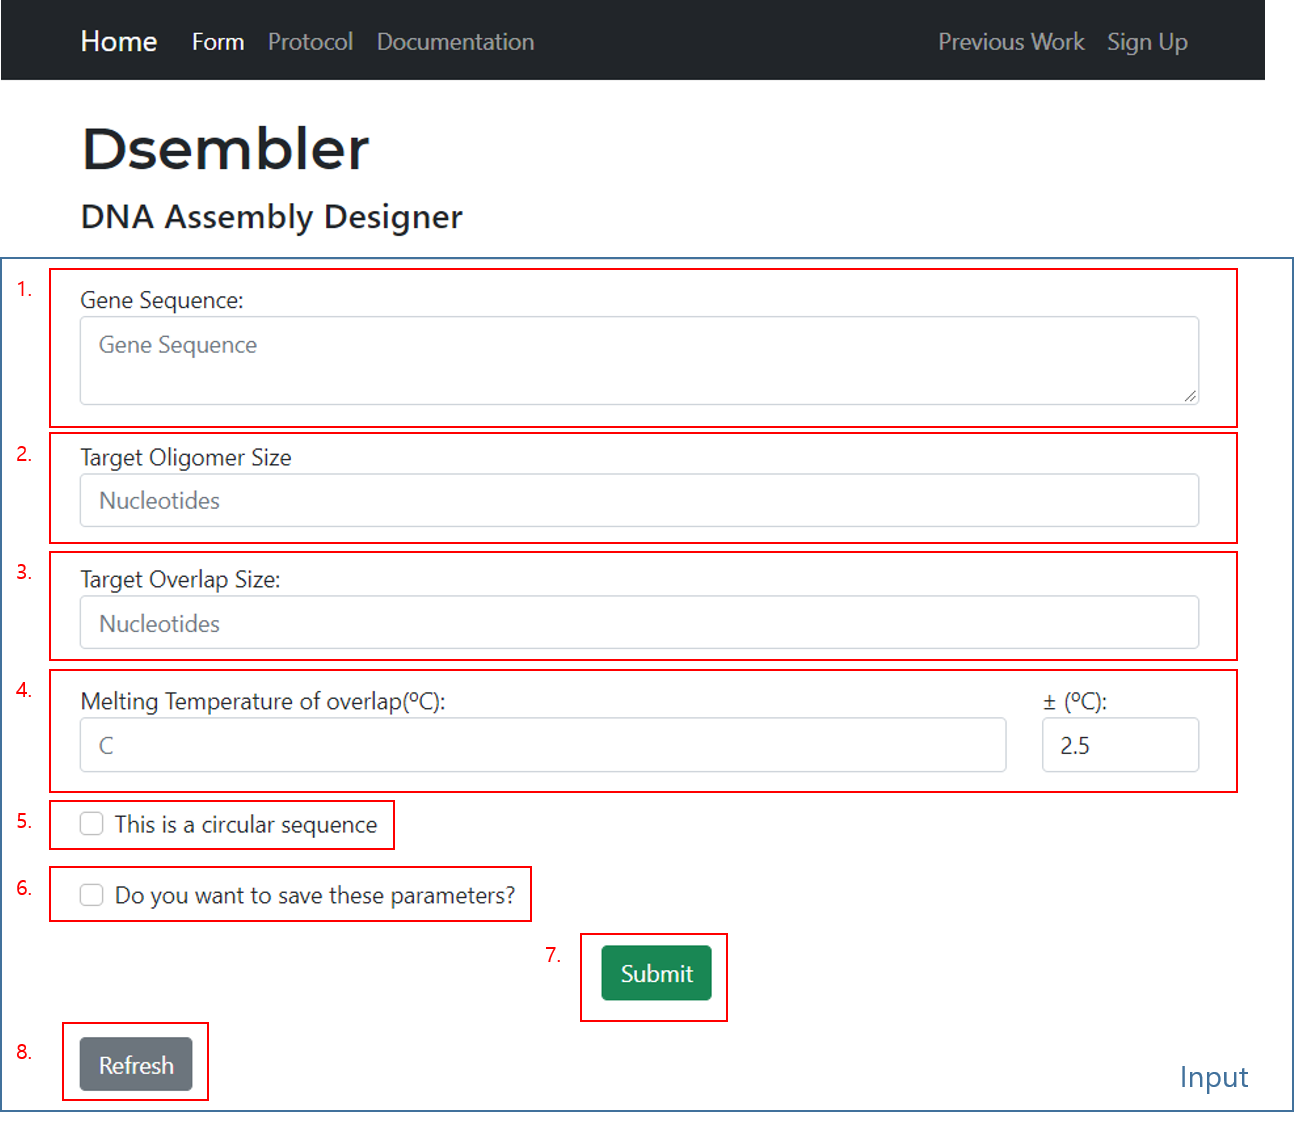 Home Form Protocol Documentation Previous Work Sign Up
Dsembler
DNA Assembly Designer
1.
Gene Sequence:
Gene Sequence
2.
Target Oligomer Size
Nucleotides
3.
Target Overlap Size:
Nucleotides
4.
Melting Temperature of overlap(ºC): ± (ºC):
C 2.5
5. This is a circular sequence
6. Do you want to save these parameters?
7. Submit
8. Refresh
Input